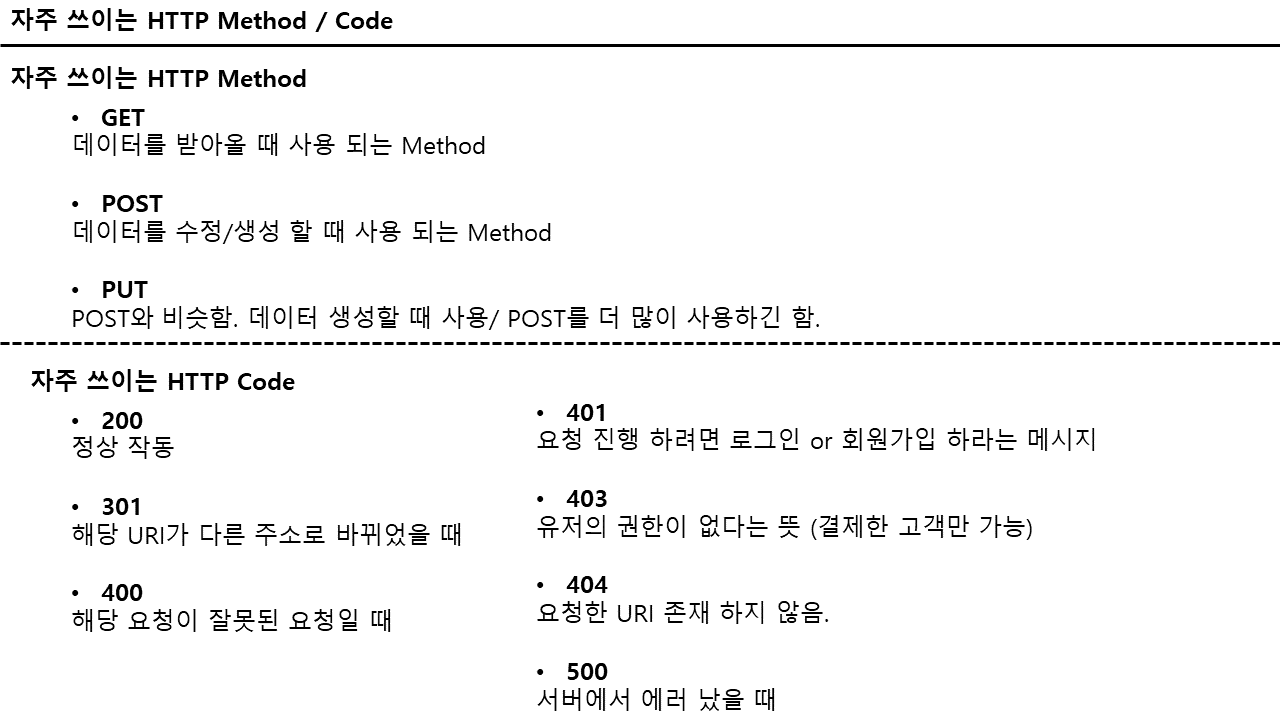 자주 쓰이는 HTTP Method / Code
자주 쓰이는 HTTP Method
• GET
데이터를 받아올 때 사용 되는 Method
• POST
데이터를 수정/생성 할 때 사용 되는 Method
• PUT
POST와 비슷함. 데이터 생성할 때 사용/ POST를 더 많이 사용하긴 함.
자주 쓰이는 HTTP Code
• 200
정상 작동
• 301
해당 URI가 다른 주소로 바뀌었을 때
• 400
해당 요청이 잘못된 요청일 때
• 401
요청 진행 하려면 로그인 or 회원가입 하라는 메시지
• 403
유저의 권한이 없다는 뜻 (결제한 고객만 가능)
• 404
요청한 URI 존재 하지 않음.
• 500
서버에서 에러 났을 때